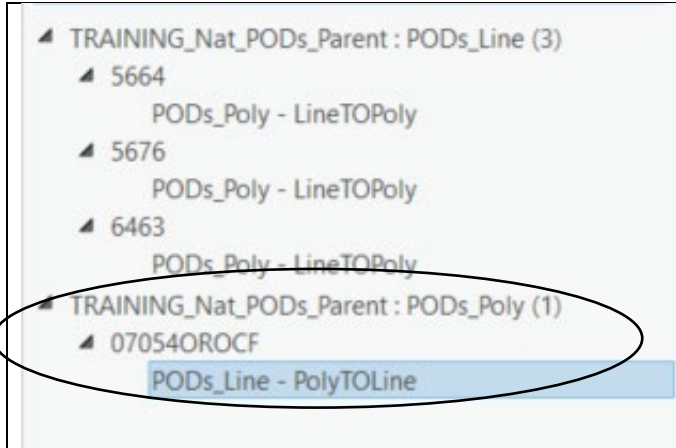 TRAINING_Nat_PODs_Parent : PODs_Line (3)
5664
PODs_Poly - LineTOPoly
5676
PODs_Poly - LineTOPoly
6463
PODs_Poly - LineTOPoly
TRAINING_Nat_PODs_Parent : PODs_Poly (1)
07054OROCF
PODs_Line - PolyTOLine